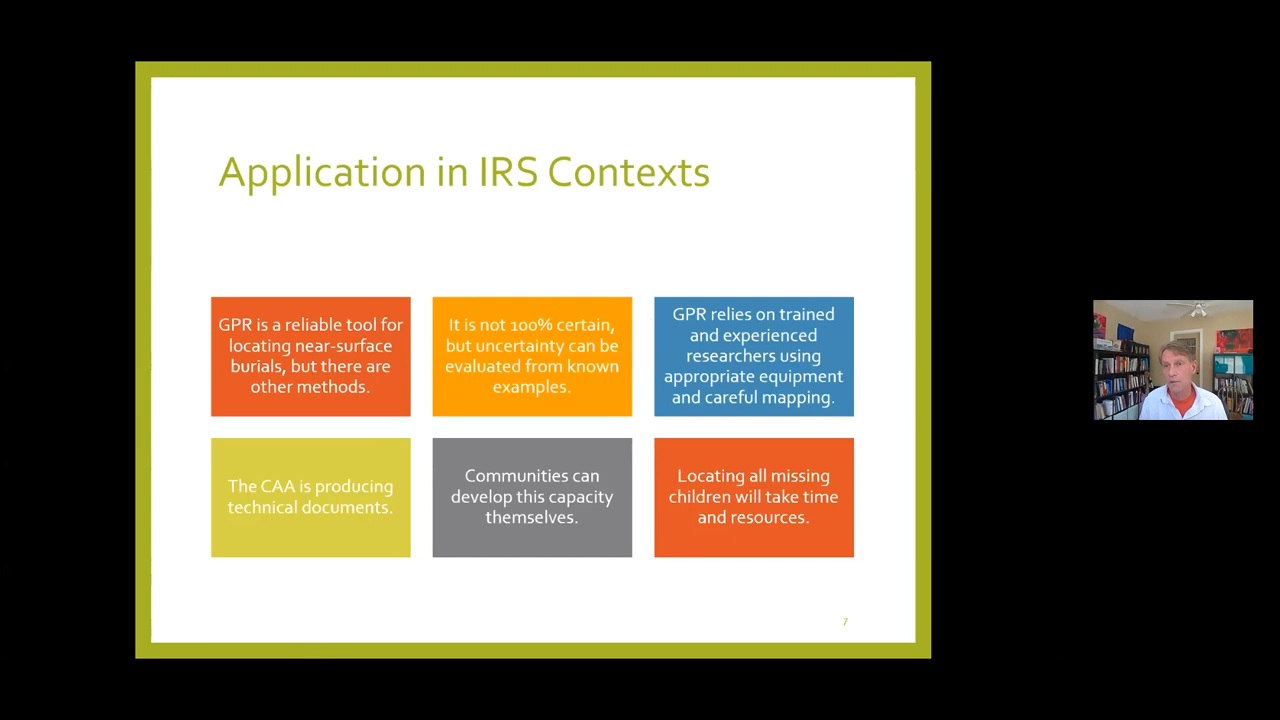 Application in IRS Contexts
GPR is a reliable tool for
locating near-surface
burials, but there are
other methods.
It is not 100% certain,
but uncertainty can be
evaluated from known
examples.
GPR relies on trained
and experienced
researchers using
appropriate equipment
and careful mapping.
The CAA is producing
technical documents.
Communities can
develop this capacity
themselves.
Locating all missing
children will take time
and resources.
7